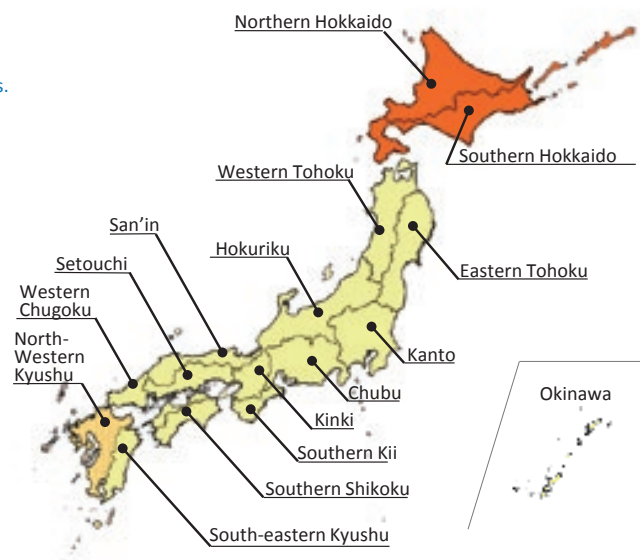 Northern Hokkaido
s.
Southern Hokkaido
Western Tohoku
San'in
Hokuriku
Setouchi
Eastern Tohoku
Western
Chugoku
North-
Western
Kyushu
Kanto
Okinawa
Chubu
Kinki
Southern Kii
Southern Shikoku
South-eastern Kyushu